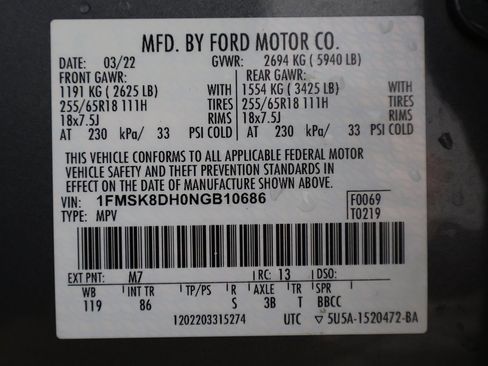 MFD. BY FORD MOTOR CO.
DATE: 03/22 GVWR: 2694 KG ( 5940 LB)
FRONT GAWR: REAR GAWR:
1191 KG ( 2625 LB) 1554 KG ( 3425 LB) WITH
255/65R18 111H 255/65R18 111H TIRES
18x7.5J 18x7.5J RIMS
AT 230 kPa/ 33 PSI COLD AT 230 kPa/ 33 PSI COLD
THIS VEHICLE CONFORMS TO ALL APPLICABLE FEDERAL MOTOR
VEHICLE SAFETY AND THEFT PREVENTION STANDARDS IN
EFFECT ON THE DATE OF MANUFACTURE SHOWN ABOVE.
VIN: 1FMSK8DH0NGB10686 F0069
TYPE: MPV T0219
EXT PNT: M7 RC: 13 DSO:
WB INT TR TP/PS R AXLE TR SPR
119 86 S 3B T BBCC
1202203315274 UTC ▽ 5U5A-1520472-BA